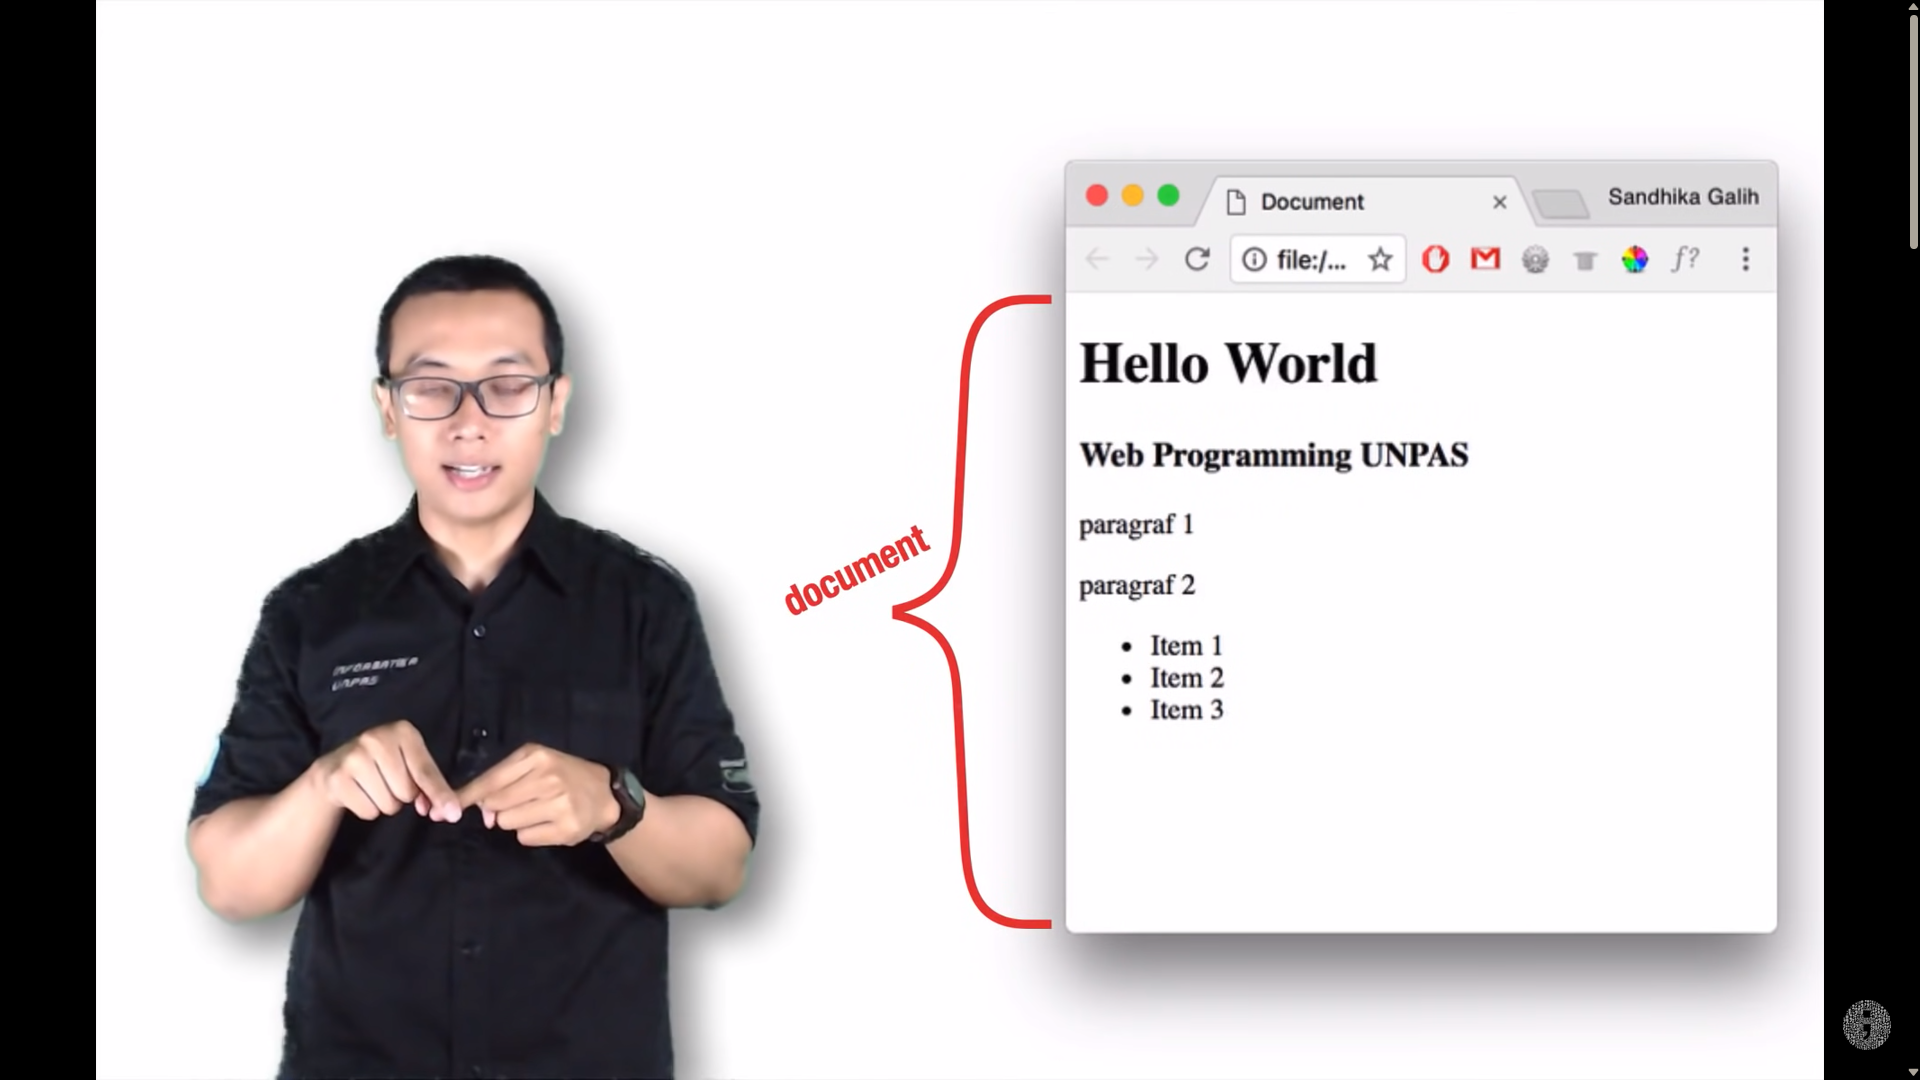 Document
Sandhika Galih
file:/...
f?
Hello World
Web Programming UNPAS
paragraf 1
paragraf 2
• Item 1
• Item 2
• Item 3
document
INFORMATIKA
UNPAS